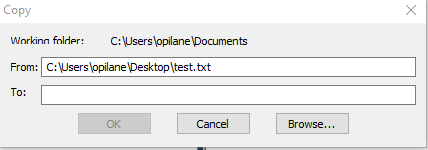 Copy
Working folder: C:\Users\opilane\Documents
From: C:\Users\opilane\Desktop\test.txt
To:
OK Cancel Browse...